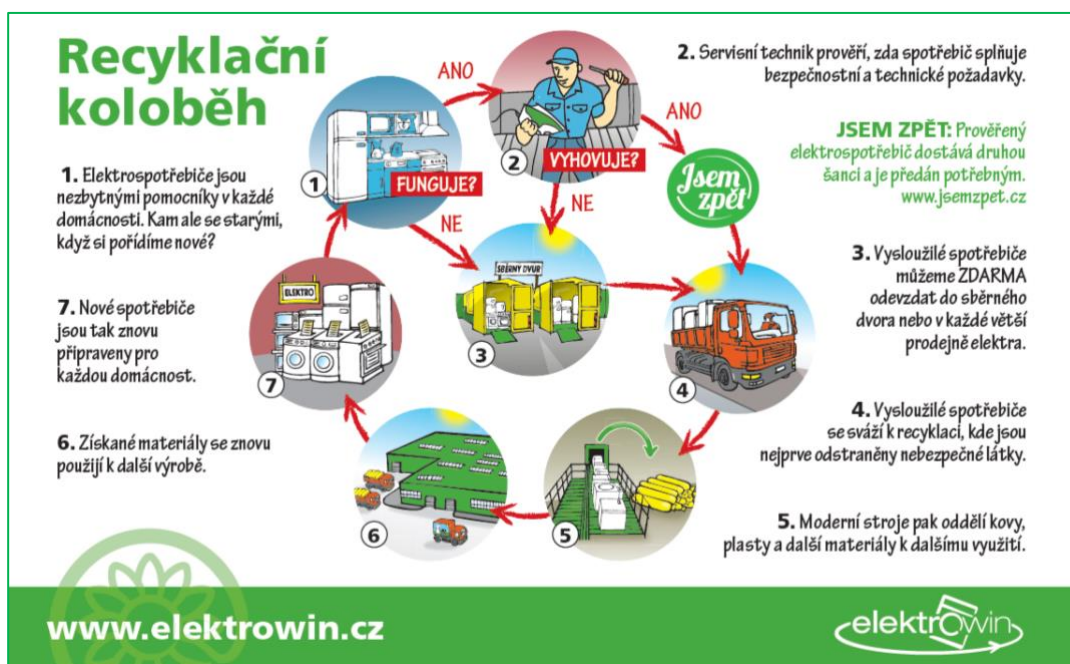 Recyklační
koloběh
1. Elektrospotřebiče jsou
nezbytnými pomocníky v každé
domácnosti. Kam ale se starými,
když si pořídíme nové?
7. Nové spotřebiče
jsou tak znovu
připraveny pro
každou domácnost.
6. Získané materiály se znovu
použijí k další výrobě.
1
FUNGUJE?
ANO
NE
2
VYHOVUJE?
ANO
NE
Jsem
zpět
SBĚRNÝ DVŮR
3
4
5
6
ELEKTRO
7
2. Servisní technik prověří, zda spotřebič splňuje
bezpečnostní a technické požadavky.
JSEM ZPĚT: Prověřený
elektrospotřebič dostává druhou
šanci a je předán potřebným.
www.jsemzpet.cz
3. Vysloužilé spotřebiče
můžeme ZDARMA
odevzdat do sběrného
dvora nebo v každé větší
prodejně elektra.
4. Vysloužilé spotřebiče
se sváží k recyklaci, kde jsou
nejprve odstraněny nebezpečné látky.
5. Moderní stroje pak oddělí kovy,
plasty a další materiály k dalšímu využití.
www.elektrowin.cz
elektrowin